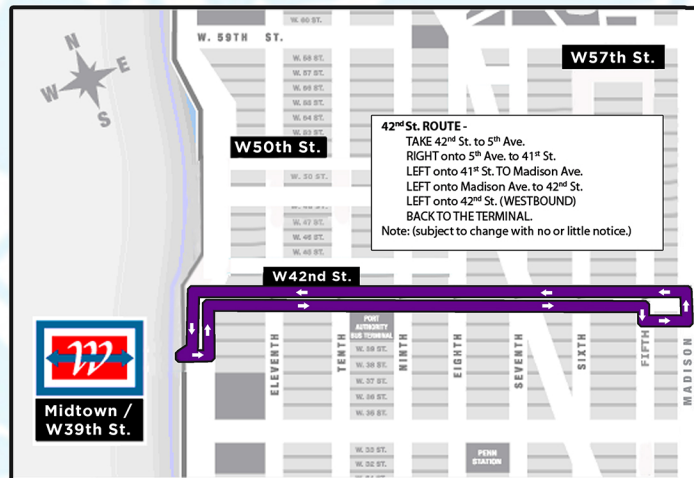 W. 60 ST.
W. 59TH ST.
W57th St.
N
E
W
S
W. 58 ST.
W. 57 ST.
W. 56 ST.
W. 55 ST.
W. 54 ST.
W. 53 ST.
42nd St. ROUTE -
TAKE 42nd St. to 5th Ave.
RIGHT onto 5th Ave. to 41st St.
LEFT onto 41st St. TO Madison Ave.
LEFT onto Madison Ave. to 42nd St.
LEFT onto 42nd St. (WESTBOUND)
BACK TO THE TERMINAL.
Note: (subject to change with no or little notice.)
W50th St.
W. 50 ST.
W. 47 ST.
W. 46 ST.
W. 45 ST.
W42nd St.
PORT
AUTHORITY
BUS TERMINAL
ELEVENTH
TENTH
NINTH
EIGHTH
SEVENTH
SIXTH
FIFTH
MADISON
W. 39 ST.
W. 38 ST.
W. 37 ST.
W. 36 ST.
W. 35 ST.
W
Midtown /
W39th St.
W. 33 ST.
W. 32 ST.
PENN
STATION